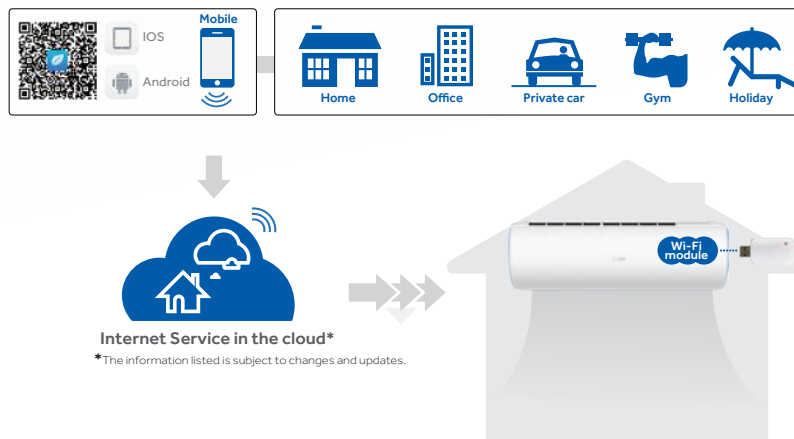 Mobile
IOS
Android
Home
Office
Private car
Gym
Holiday
Wi-Fi
module
Internet Service in the cloud*
*The information listed is subject to changes and updates.